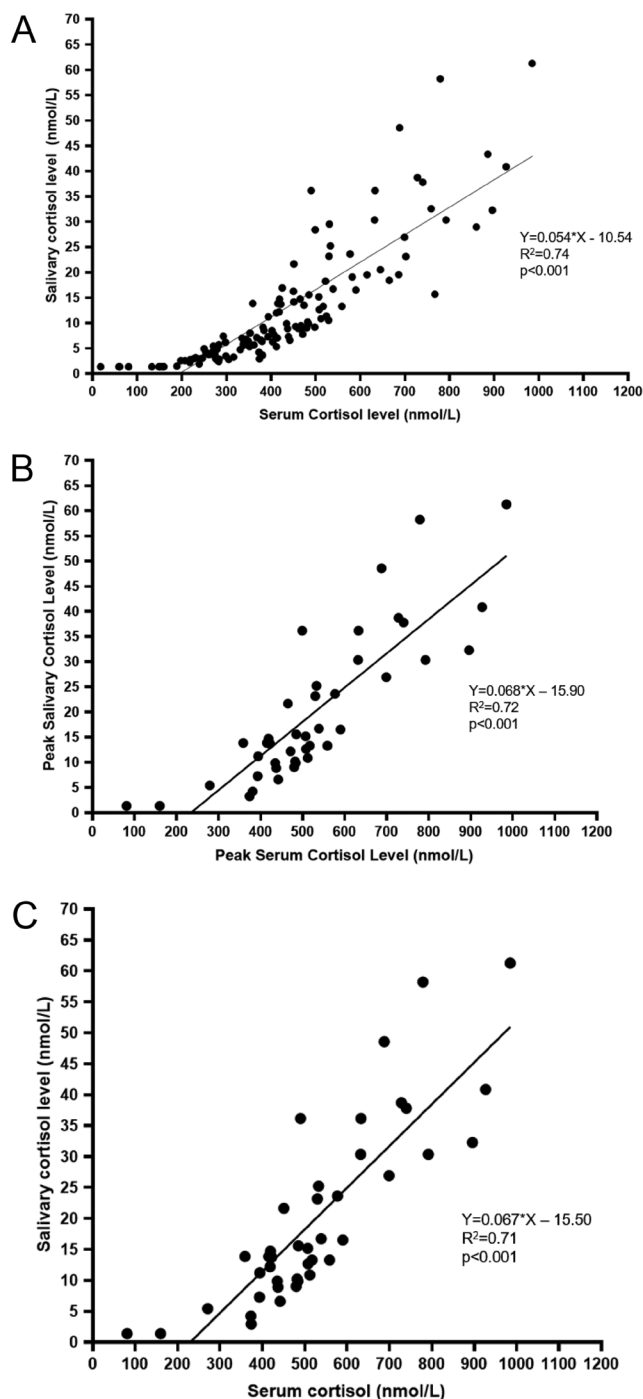 A
Salivary cortisol level (nmol/L)
70
65
60
55
50
45
40
35
30
25
20
15
10
5
0
Y=0.054*X - 10.54
R²=0.74
p<0.001
0 100 200 300 400 500 600 700 800 900 1000 1100 1200
Serum Cortisol level (nmol/L)
B
Peak Salivary Cortisol Level (nmol/L)
70
65
60
55
50
45
40
35
30
25
20
15
10
5
0
Y=0.068*X – 15.90
R²=0.72
p<0.001
0 100 200 300 400 500 600 700 800 900 1000 1100 1200
Peak Serum Cortisol Level (nmol/L)
C
Salivary cortisol level (nmol/L)
70
65
60
55
50
45
40
35
30
25
20
15
10
5
0
Y=0.067*X – 15.50
R²=0.71
p<0.001
0 100 200 300 400 500 600 700 800 900 1000 1100 1200
Serum cortisol (nmol/L)